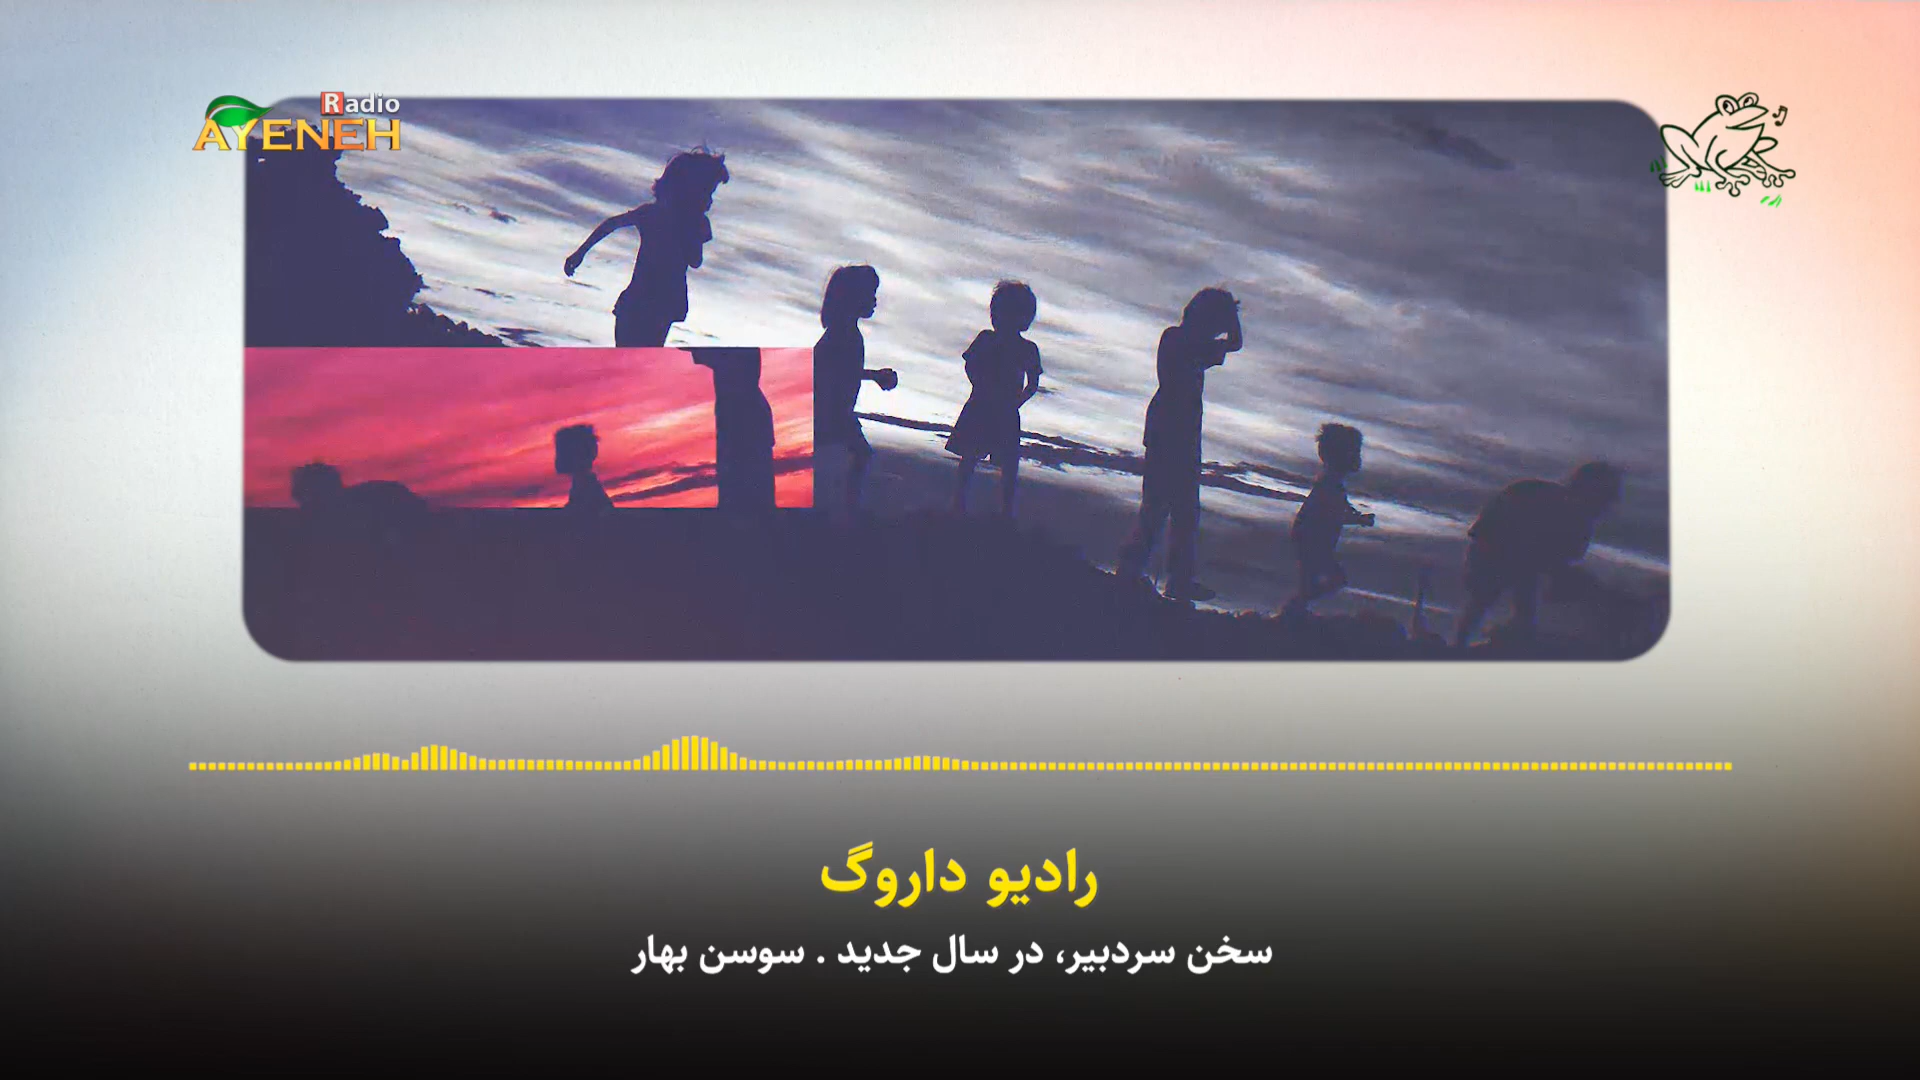 Radio
AYENEH
رادیو داروگ
سخن سردبیر، در سال جدید . سوسن بهار